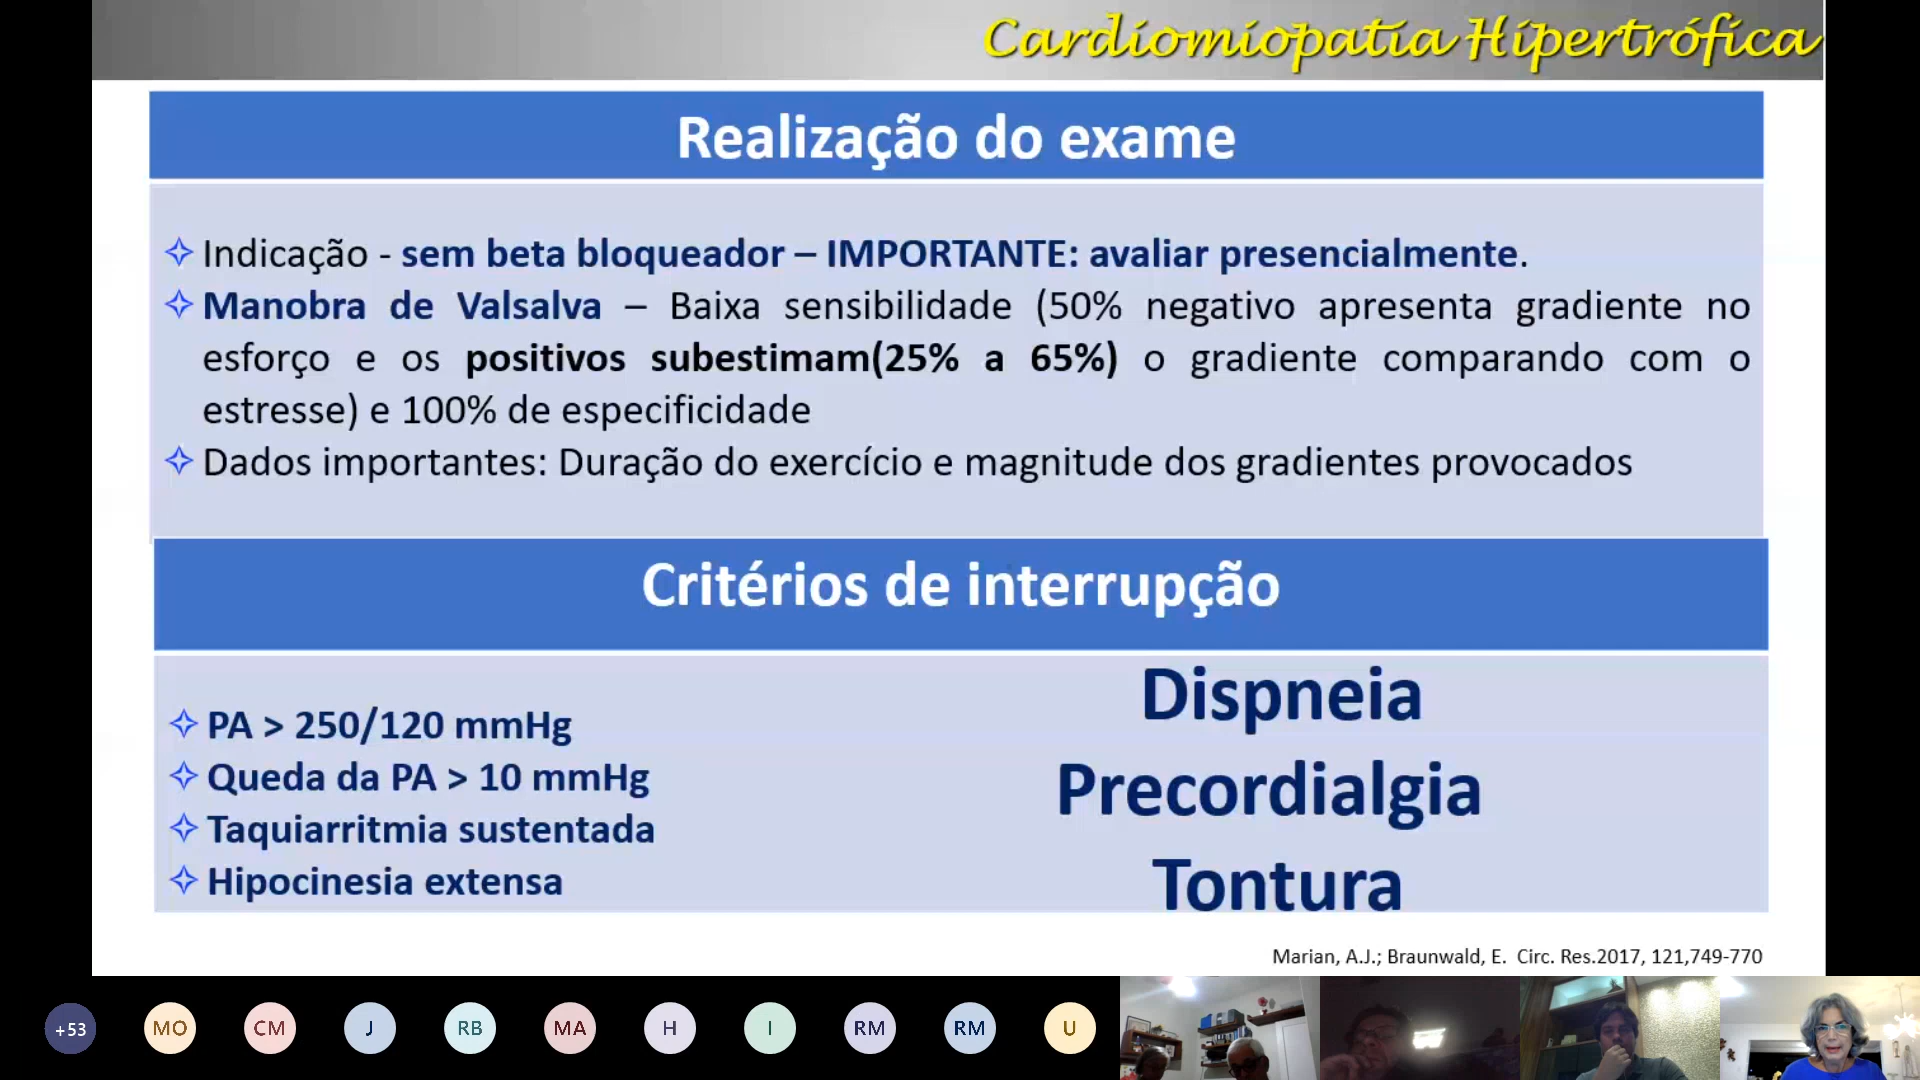 Cardiomiopatia Hipertrófica
Realização do exame
Indicação - sem beta bloqueador – IMPORTANTE: avaliar presencialmente.
Manobra de Valsalva – Baixa sensibilidade (50% negativo apresenta gradiente no
esforço e os positivos subestimam(25% a 65%) o gradiente comparando com o
estresse) e 100% de especificidade
Dados importantes: Duração do exercício e magnitude dos gradientes provocados
Critérios de interrupção
PA > 250/120 mmHg
Queda da PA > 10 mmHg
Taquiarritmia sustentada
Hipocinesia extensa
Dispneia
Precordialgia
Tontura
Marian, A.J.; Braunwald, E. Circ. Res.2017, 121,749-770
+53 MO CM J RB MA H I RM RM U